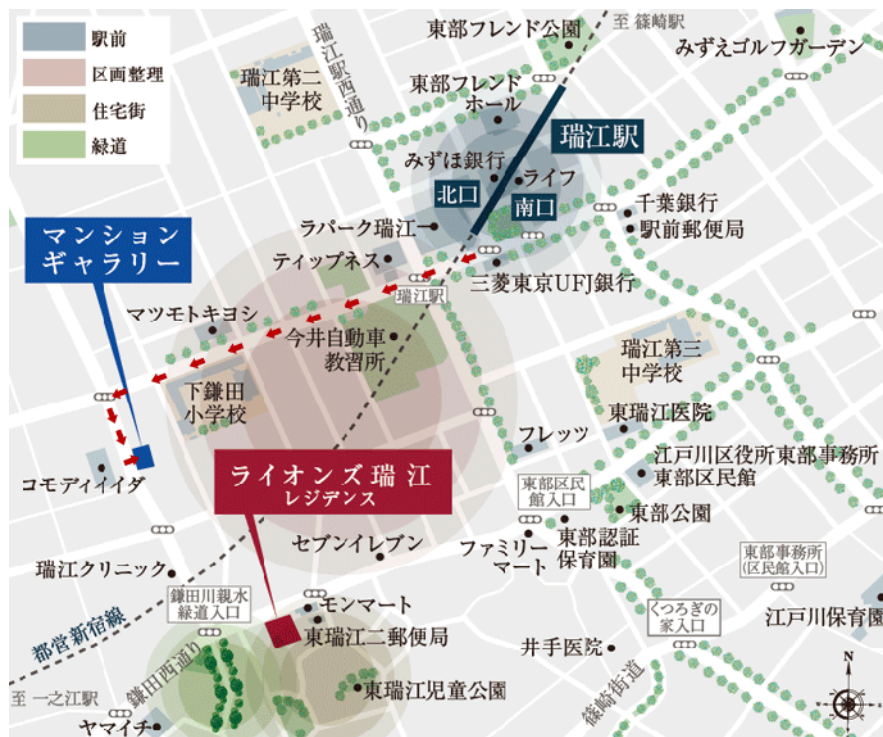 駅前
区画整理
住宅街
緑道
瑞江第二
中学校
瑞江駅西通り
東部フレンド公園
至 篠崎駅
みずえゴルフガーデン
東部フレンド
ホール
瑞江駅
みずほ銀行
ライフ
北口
南口
千葉銀行
駅前郵便局
ラパーク瑞江
ティップネス
三菱東京UFJ銀行
瑞江駅
マンション
ギャラリー
マツモトキヨシ
今井自動車
教習所
瑞江第三
中学校
下鎌田
小学校
東瑞江医院
フレッツ
江戸川区役所東部事務所
東部区民館
コモディイイダ
ライオンズ瑞江
レジデンス
東部区民
館入口
東部公園
東部認証
保育園
ファミリー
マート
セブンイレブン
東部事務所
(区民館入口)
瑞江クリニック
鎌田川親水
緑道入口
モンマート
東瑞江二郵便局
くつろぎの
家入口
江戸川保育園
都営新宿線
井手医院
鎌田西通り
篠崎街道
至 一之江駅
東瑞江児童公園
ヤマイチ
N
W
E
S